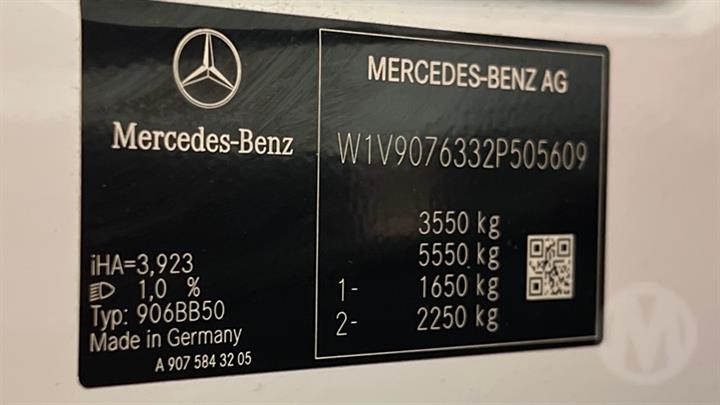 Mercedes-Benz
iHA=3,923
1,0 %
Typ: 906BB50
Made in Germany
A 907 584 32 05
MERCEDES-BENZ AG
W1V9076332P505609
3550 kg
5550 kg
1- 1650 kg
2- 2250 kg
M